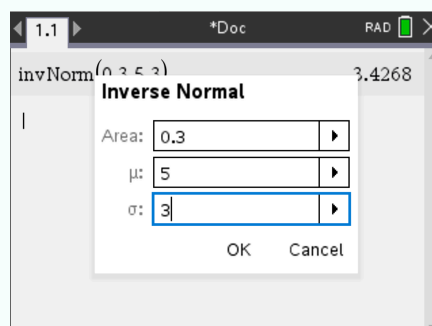 1.1 *Doc RAD
invNorm(0.3,5,3) 3.4268
Inverse Normal
Area: 0.3
μ: 5
σ: 3
OK Cancel